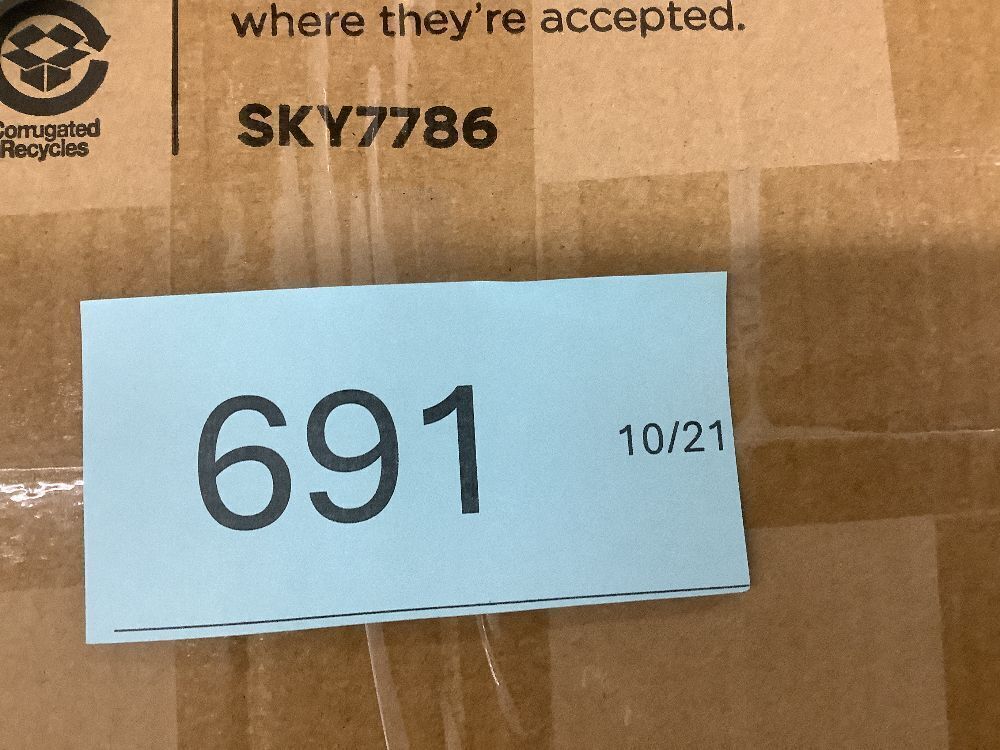 where they're accepted.
SKY7786
Corrugated
Recycles
691 10/21